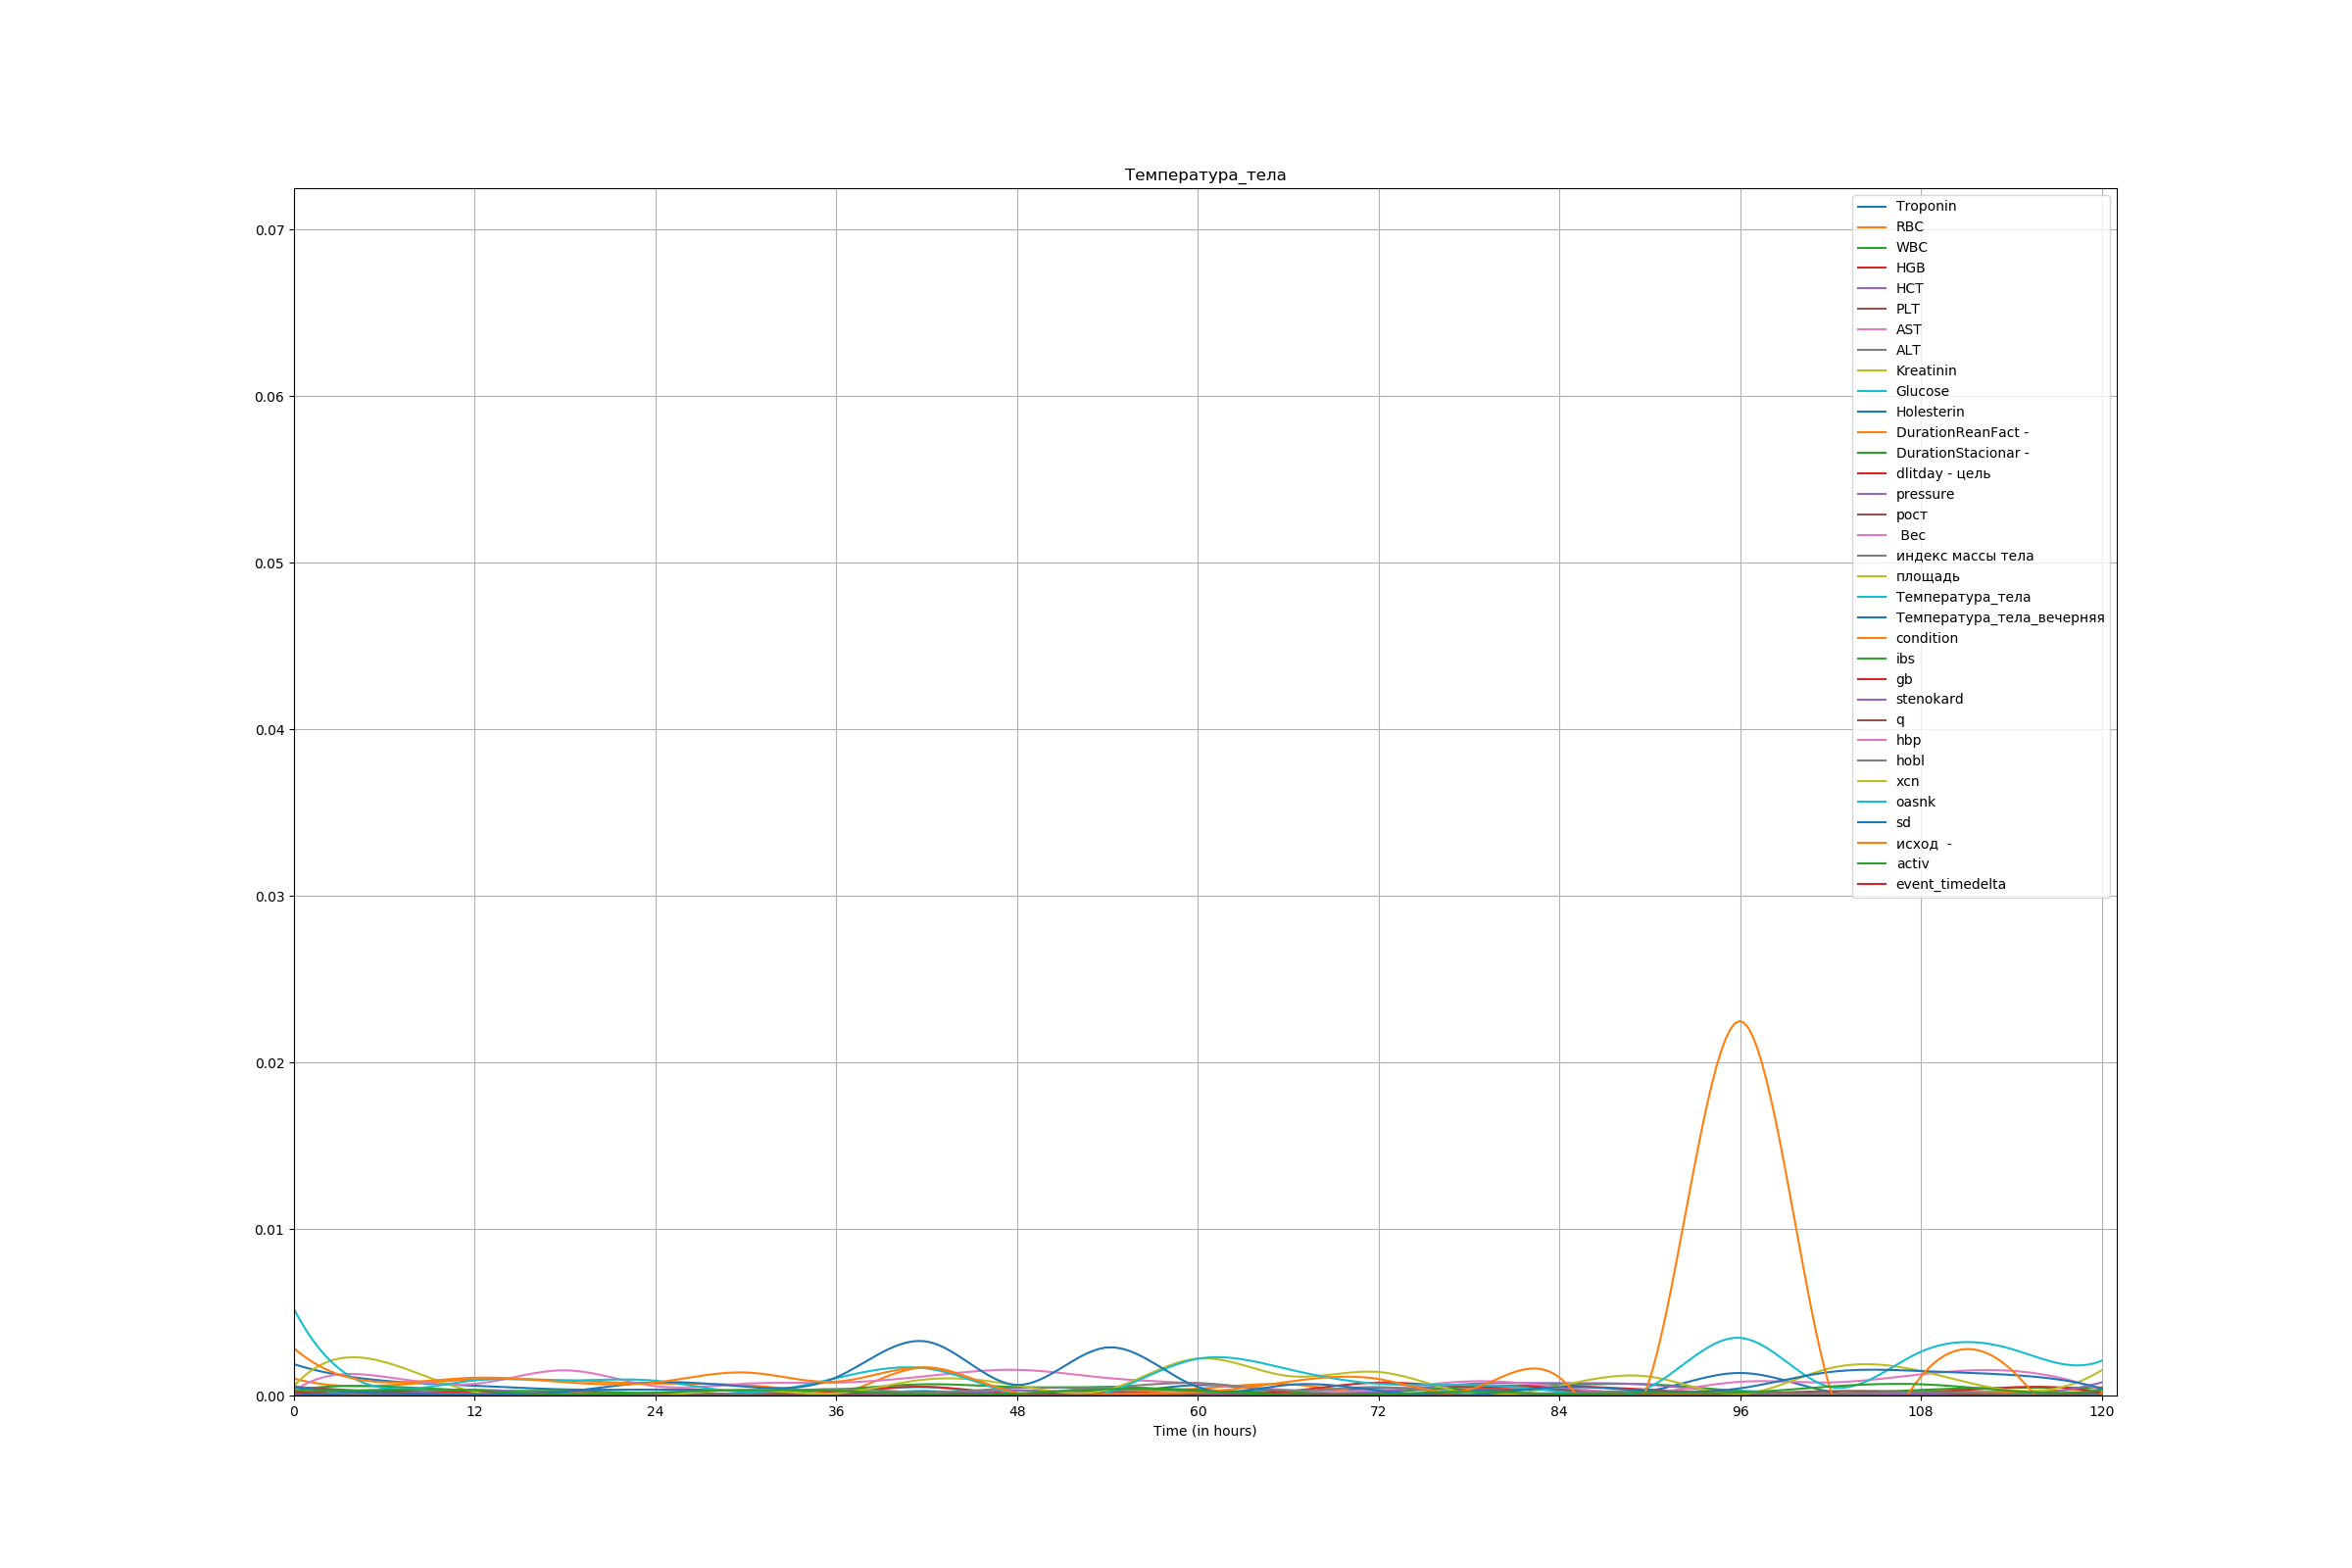 Температура_тела
0.07
0.06
0.05
0.04
0.03
0.02
0.01
0.00
Troponin
RBC
WBC
HGB
HCT
PLT
AST
ALT
Kreatinin
Glucose
Holesterin
DurationReanFact -
DurationStacionar -
dlitday - цель
pressure
рост
Вес
индекс массы тела
площадь
Температура_тела
Температура_тела_вечерняя
condition
ibs
gb
stenokard
q
hbp
hobl
xcn
oasnk
sd
исход  -
activ
event_timedelta
0 12 24 36 48 60 72 84 96 108 120
Time (in hours)